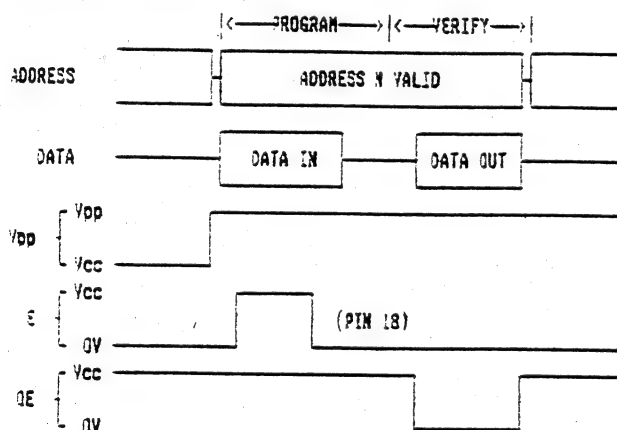 |<---PROGRAM---->|<---VERIFY--->|
ADDRESS
ADDRESS N VALID
DATA
DATA IN
DATA OUT
Vpp
Vpp
Vcc
E
Vcc
0V
(PIN 18)
OE
Vcc
0V